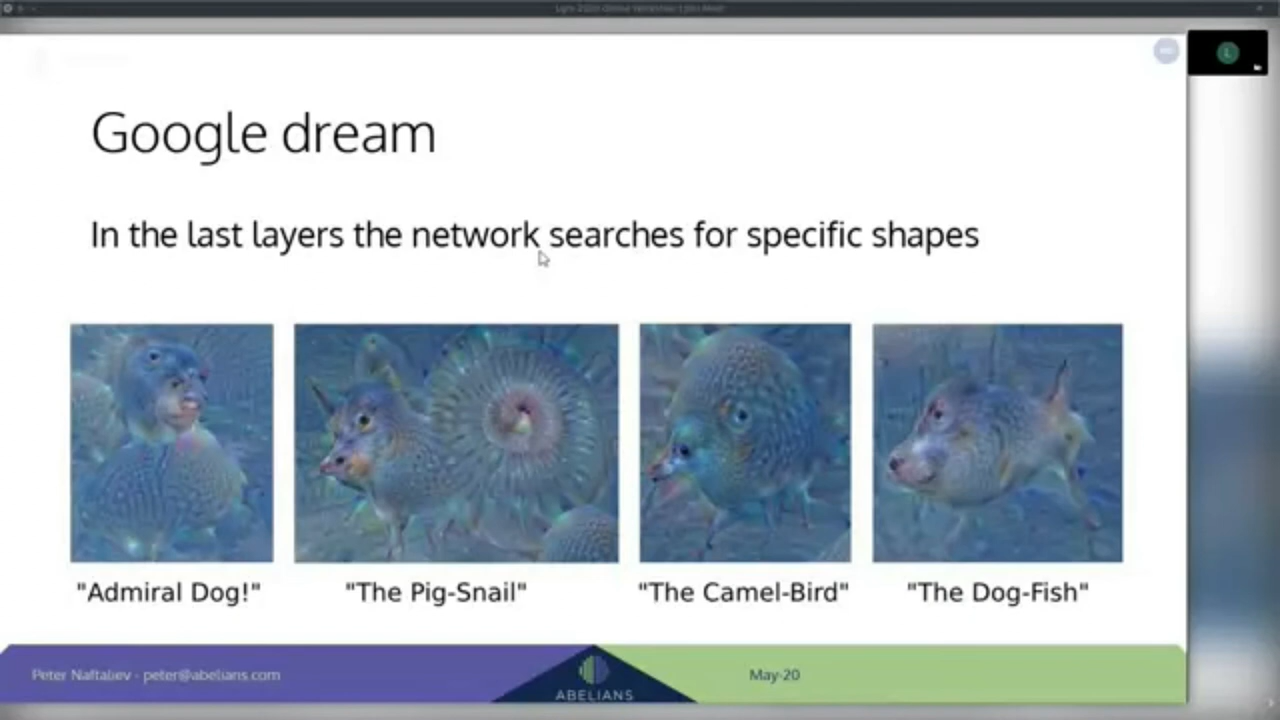 Google dream
In the last layers the network searches for specific shapes
"Admiral Dog!" "The Pig-Snail" "The Camel-Bird" "The Dog-Fish"
Peter Naftaliev - peter@abelians.com
ABELIANS
May-20
L